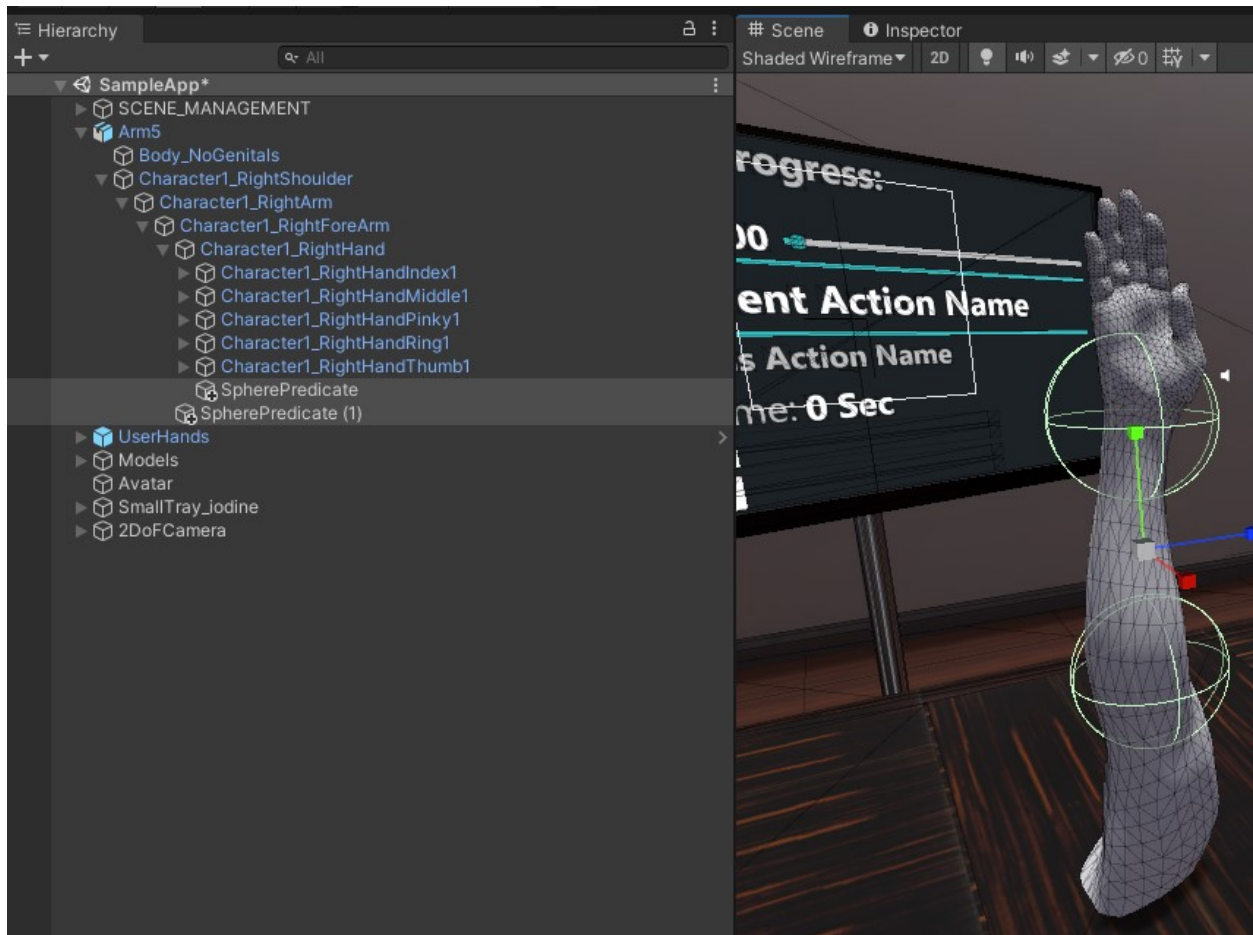 Hierarchy
All
SampleApp*
SCENE_MANAGEMENT
Arm5
Body_NoGenitals
Character1_RightShoulder
Character1_RightArm
Character1_RightForeArm
Character1_RightHand
Character1_RightHandIndex1
Character1_RightHandMiddle1
Character1_RightHandPinky1
Character1_RightHandRing1
Character1_RightHandThumb1
SpherePredicate
SpherePredicate (1)
UserHands
Models
Avatar
SmallTray_iodine
2DoFCamera
Scene Inspector
Shaded Wireframe 2D 0
rogress:
00
ent Action Name
s Action Name
me: 0 Sec